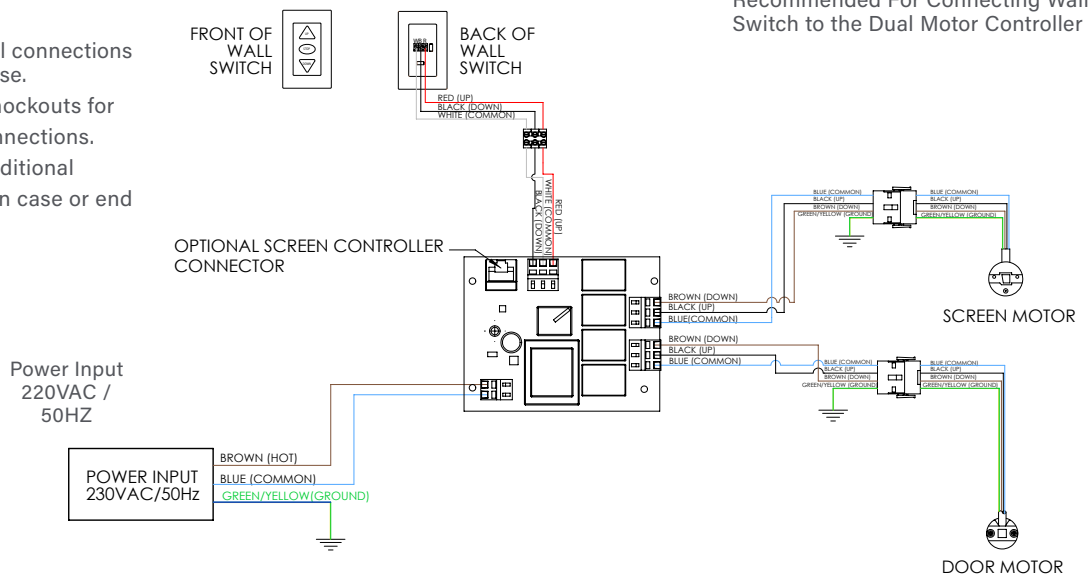 Recommended For Connecting Wall
Switch to the Dual Motor Controller
l connections
se.
nockouts for
nnections.
ditional
n case or end
FRONT OF
WALL
SWITCH
BACK OF
WALL
SWITCH
W B R
RED (UP)
BLACK (DOWN)
WHITE (COMMON)
BLACK (DOWN)
WHITE (COMMON)
RED (UP)
OPTIONAL SCREEN CONTROLLER
CONNECTOR
BLUE (COMMON)
BLACK (UP)
BROWN (DOWN)
GREEN/YELLOW (GROUND)
BLUE (COMMON)
BLACK (UP)
BROWN (DOWN)
GREEN/YELLOW (GROUND)
SCREEN MOTOR
BROWN (DOWN)
BLACK (UP)
BLUE(COMMON)
BROWN (DOWN)
BLACK (UP)
BLUE (COMMON)
BLUE (COMMON)
BLACK (UP)
BROWN (DOWN)
GREEN/YELLOW (GROUND)
BLUE (COMMON)
BLACK (UP)
BROWN (DOWN)
GREEN/YELLOW (GROUND)
DOOR MOTOR
Power Input
220VAC /
50HZ
POWER INPUT
230VAC/50Hz
BROWN (HOT)
BLUE (COMMON)
GREEN/YELLOW(GROUND)